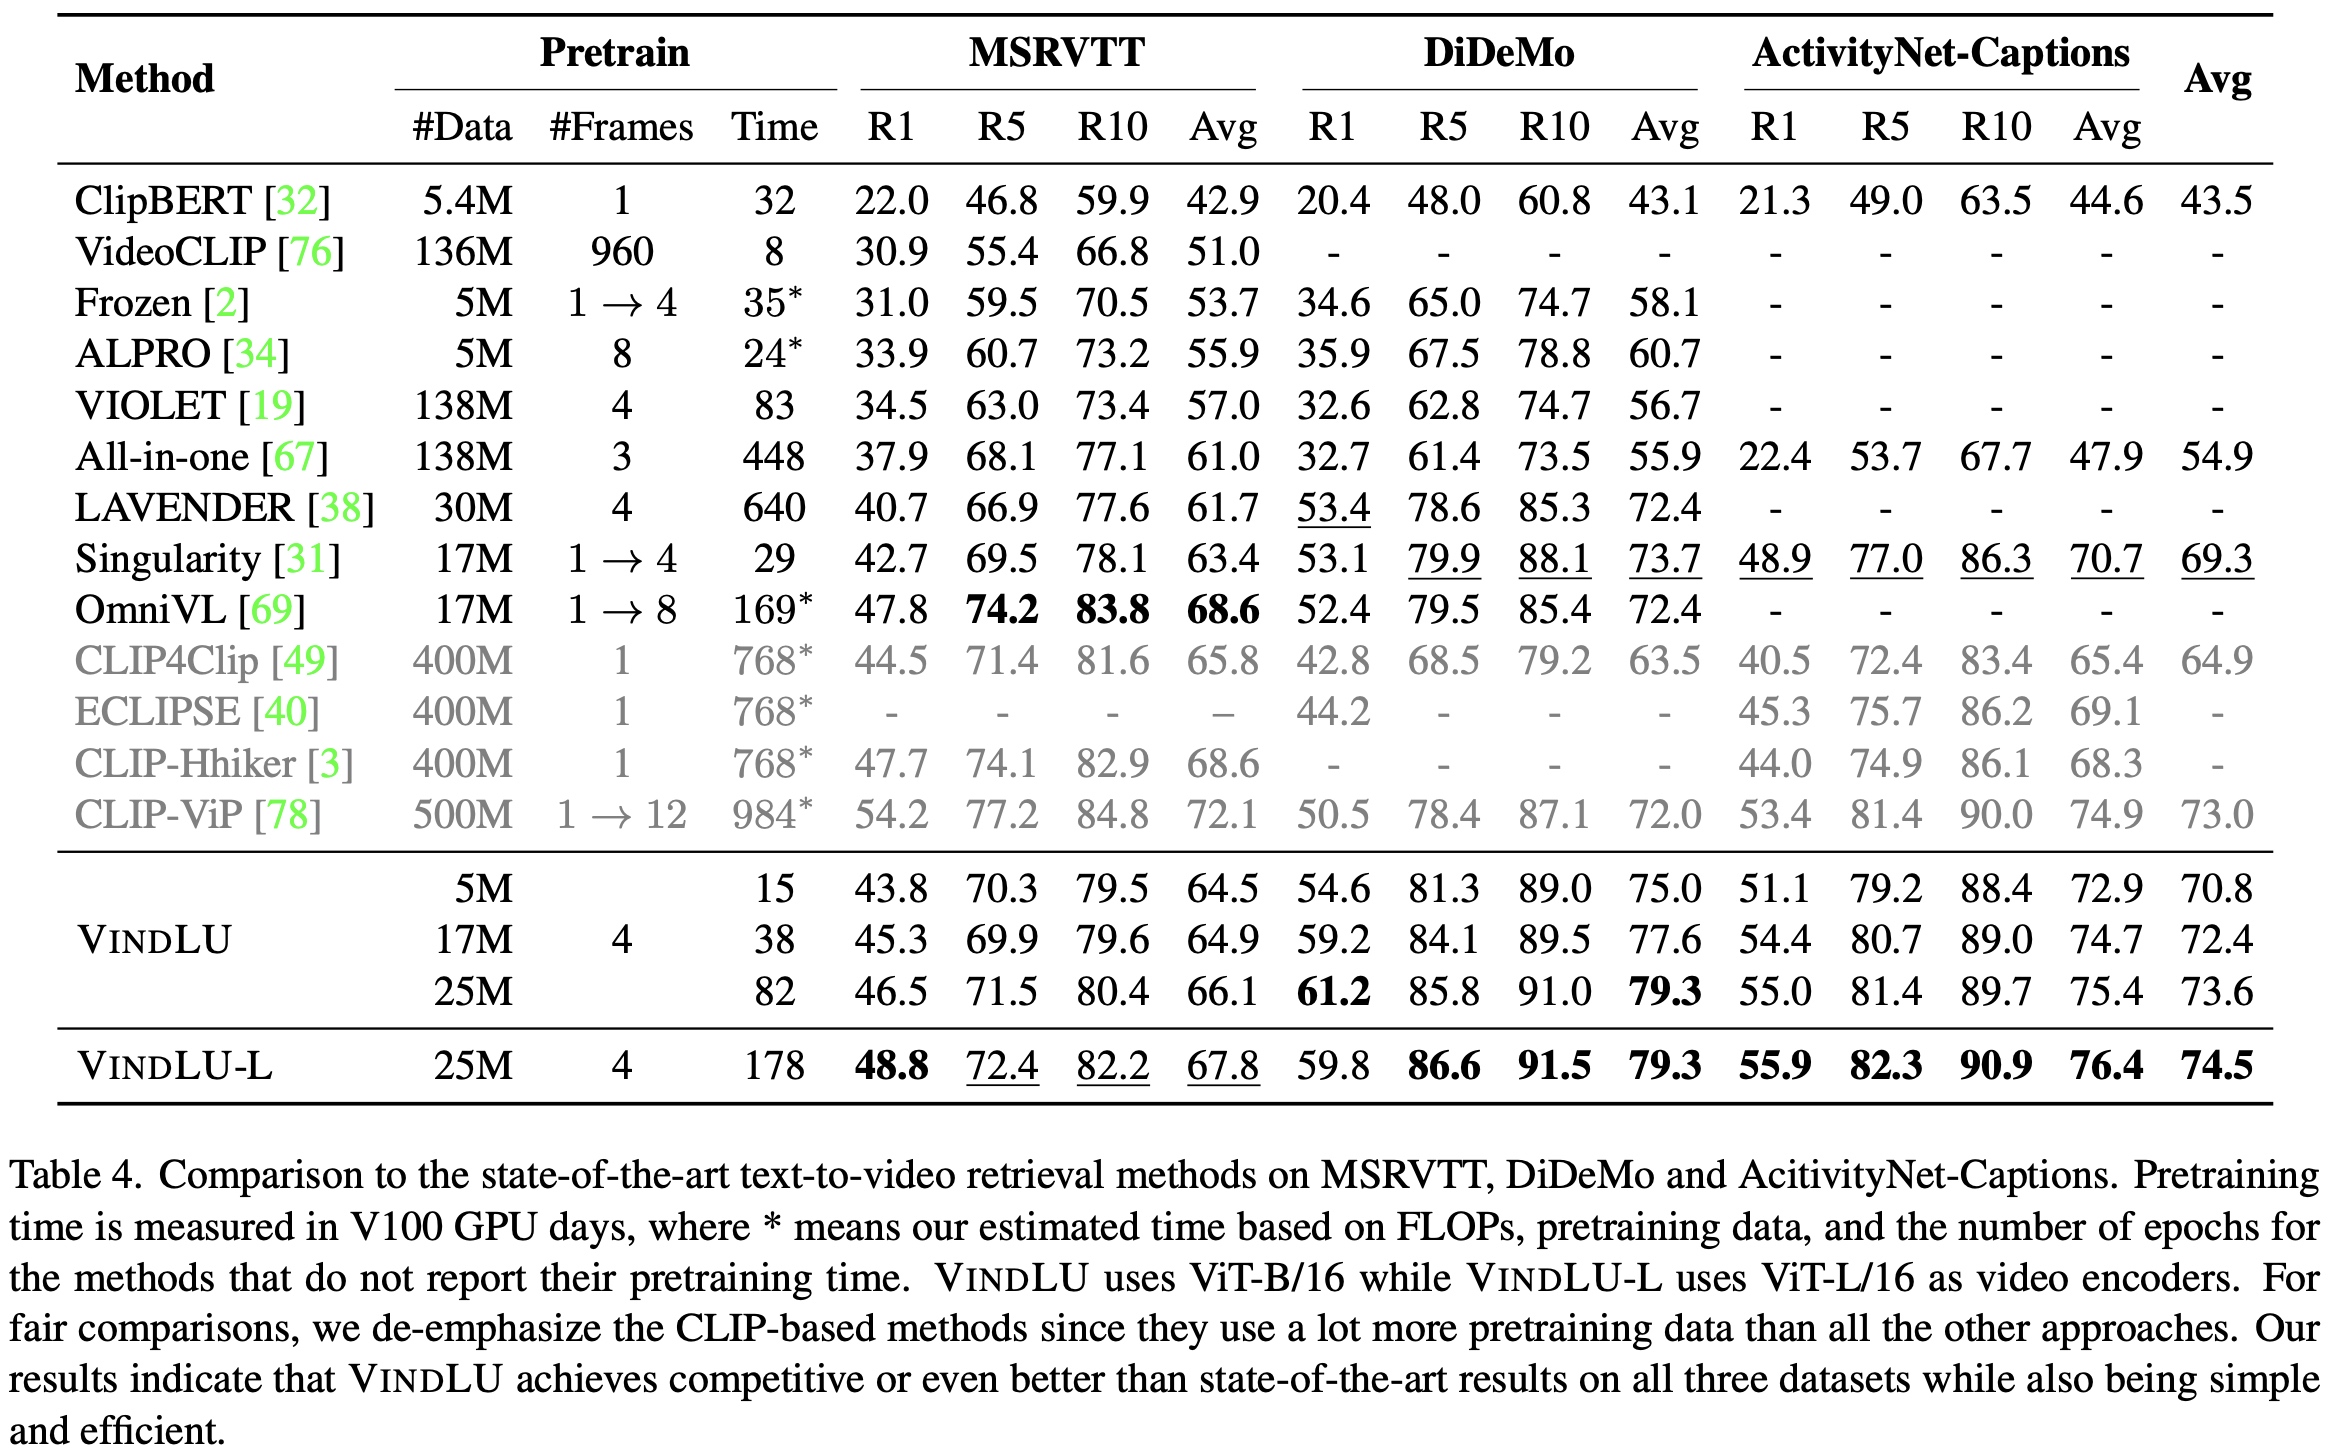 Method Pretrain MSRVTT DiDeMo ActivityNet-Captions Avg
#Data #Frames Time R1 R5 R10 Avg R1 R5 R10 Avg R1 R5 R10 Avg
ClipBERT [32] 5.4M 1 32 22.0 46.8 59.9 42.9 20.4 48.0 60.8 43.1 21.3 49.0 63.5 44.6 43.5
VideoCLIP [76] 136M 960 8 30.9 55.4 66.8 51.0 - - - - - - - - -
Frozen [2] 5M 1 → 4 35* 31.0 59.5 70.5 53.7 34.6 65.0 74.7 58.1 - - - - -
ALPRO [34] 5M 8 24* 33.9 60.7 73.2 55.9 35.9 67.5 78.8 60.7 - - - - -
VIOLET [19] 138M 4 83 34.5 63.0 73.4 57.0 32.6 62.8 74.7 56.7 - - - - -
All-in-one [67] 138M 3 448 37.9 68.1 77.1 61.0 32.7 61.4 73.5 55.9 22.4 53.7 67.7 47.9 54.9
LAVENDER [38] 30M 4 640 40.7 66.9 77.6 61.7 53.4 78.6 85.3 72.4 - - - - -
Singularity [31] 17M 1 → 4 29 42.7 69.5 78.1 63.4 53.1 79.9 88.1 73.7 48.9 77.0 86.3 70.7 69.3
OmniVL [69] 17M 1 → 8 169* 47.8 74.2 83.8 68.6 52.4 79.5 85.4 72.4 - - - - -
CLIP4Clip [49] 400M 1 768* 44.5 71.4 81.6 65.8 42.8 68.5 79.2 63.5 40.5 72.4 83.4 65.4 64.9
ECLIPSE [40] 400M 1 768* - - - – 44.2 - - - 45.3 75.7 86.2 69.1 -
CLIP-Hhiker [3] 400M 1 768* 47.7 74.1 82.9 68.6 - - - - 44.0 74.9 86.1 68.3 -
CLIP-ViP [78] 500M 1 → 12 984* 54.2 77.2 84.8 72.1 50.5 78.4 87.1 72.0 53.4 81.4 90.0 74.9 73.0
5M 15 43.8 70.3 79.5 64.5 54.6 81.3 89.0 75.0 51.1 79.2 88.4 72.9 70.8
VINDLU 17M 4 38 45.3 69.9 79.6 64.9 59.2 84.1 89.5 77.6 54.4 80.7 89.0 74.7 72.4
25M 82 46.5 71.5 80.4 66.1 61.2 85.8 91.0 79.3 55.0 81.4 89.7 75.4 73.6
VINDLU-L 25M 4 178 48.8 72.4 82.2 67.8 59.8 86.6 91.5 79.3 55.9 82.3 90.9 76.4 74.5
Table 4. Comparison to the state-of-the-art text-to-video retrieval methods on MSRVTT, DiDeMo and AcitivityNet-Captions. Pretraining
time is measured in V100 GPU days, where * means our estimated time based on FLOPs, pretraining data, and the number of epochs for
the methods that do not report their pretraining time. VINDLU uses ViT-B/16 while VINDLU-L uses ViT-L/16 as video encoders. For
fair comparisons, we de-emphasize the CLIP-based methods since they use a lot more pretraining data than all the other approaches. Our
results indicate that VINDLU achieves competitive or even better than state-of-the-art results on all three datasets while also being simple
and efficient.